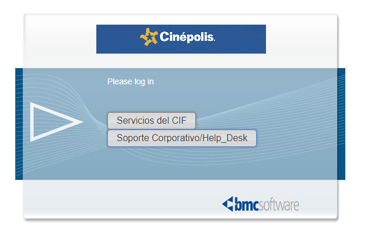 Cinépolis.
Please log in
Servicios del CIF
Soporte Corporativo/Help_Desk
bmcsoftware